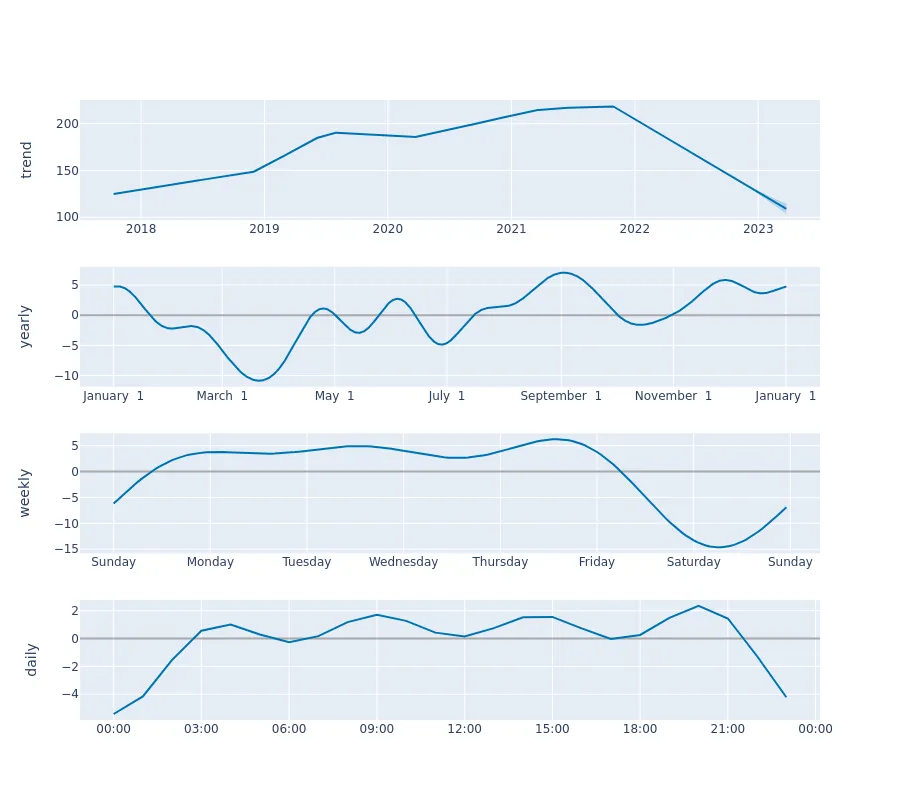 trend
200
150
100
2018 2019 2020 2021 2022 2023
yearly
5
0
−5
−10
January 1 March 1 May 1 July 1 September 1 November 1 January 1
weekly
5
0
−5
−10
−15
Sunday Monday Tuesday Wednesday Thursday Friday Saturday Sunday
daily
2
0
−2
−4
00:00 03:00 06:00 09:00 12:00 15:00 18:00 21:00 00:00